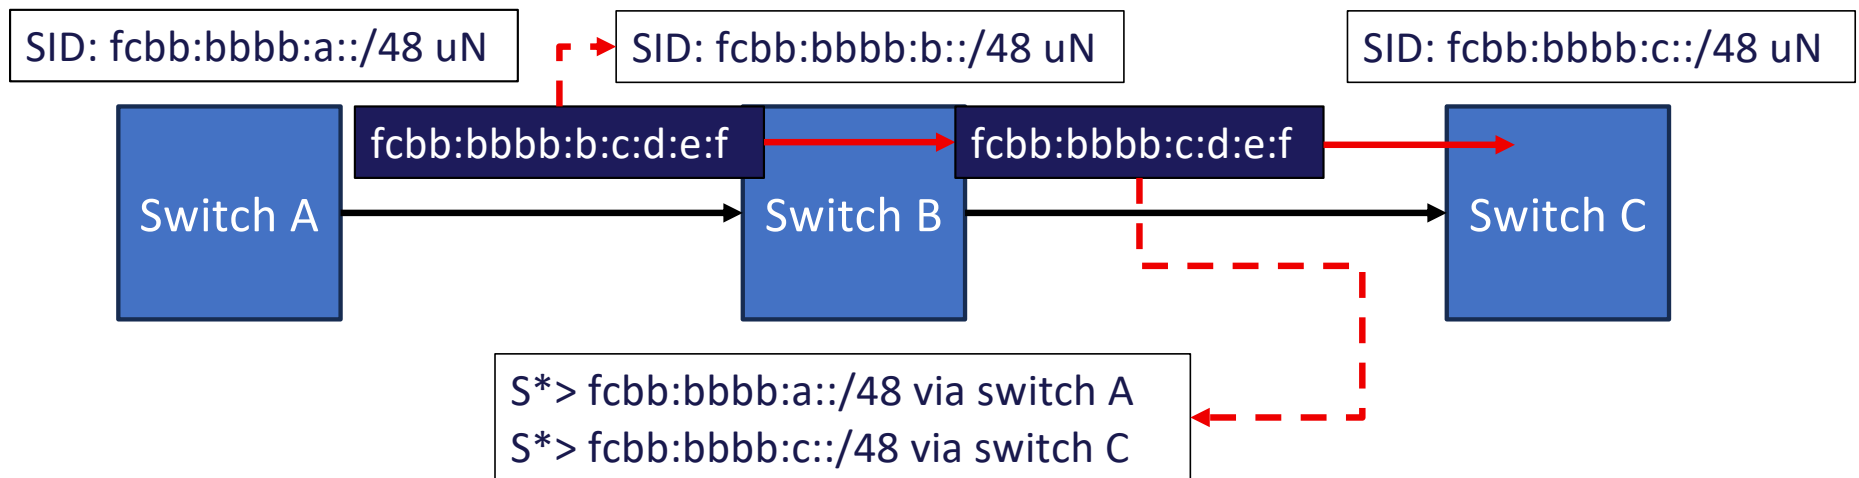 SID: fcbb:bbbb:a::/48 uN
SID: fcbb:bbbb:b::/48 uN
SID: fcbb:bbbb:c::/48 uN
fcbb:bbbb:b:c:d:e:f
fcbb:bbbb:c:d:e:f
Switch A
Switch B
Switch C
S*> fcbb:bbbb:a::/48 via switch A
S*> fcbb:bbbb:c::/48 via switch C